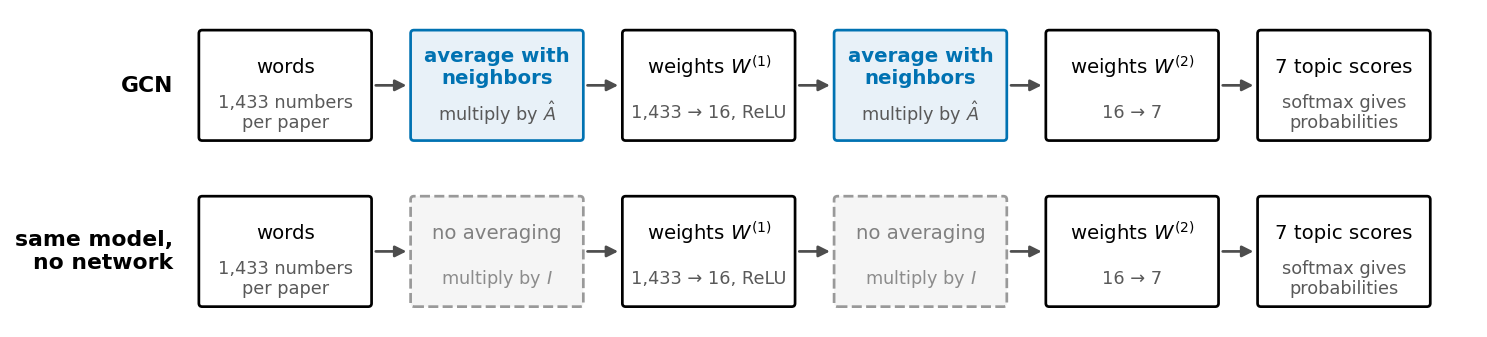 GCN
words
1,433 numbers
per paper
average with
neighbors
multiply by Â
weights W^(1)
1,433 → 16, ReLU
average with
neighbors
multiply by Â
weights W^(2)
16 → 7
7 topic scores
softmax gives
probabilities
same model,
no network
words
1,433 numbers
per paper
no averaging
multiply by I
weights W^(1)
1,433 → 16, ReLU
no averaging
multiply by I
weights W^(2)
16 → 7
7 topic scores
softmax gives
probabilities